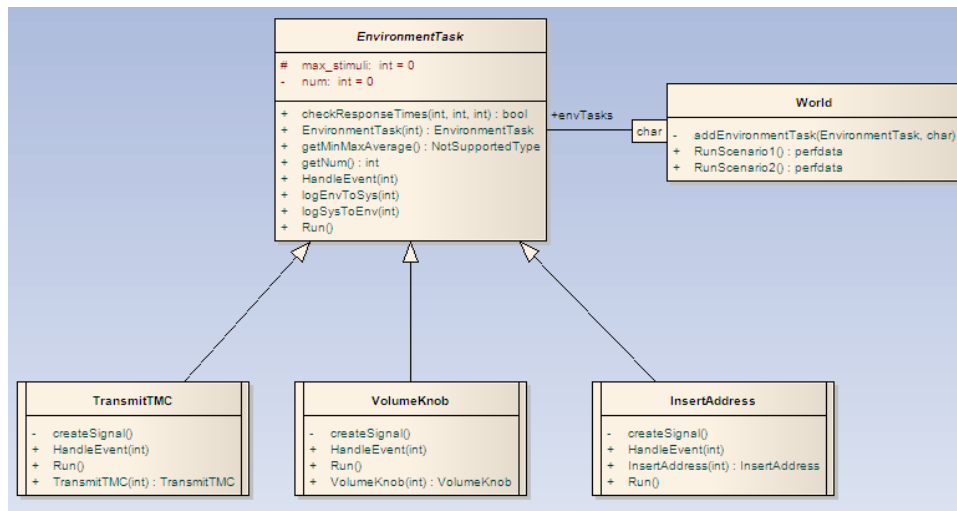 EnvironmentTask
# max_stimuli: int = 0
- num: int = 0
+ checkResponseTimes(int, int, int) : bool
+ EnvironmentTask(int) : EnvironmentTask
+ getMinMaxAverage() : NotSupportedType
+ getNum() : int
+ HandleEvent(int)
+ logEnvToSys(int)
+ logSysToEnv(int)
+ Run()
+envTasks
char
World
- addEnvironmentTask(EnvironmentTask, char)
+ RunScenario1() : perfdata
+ RunScenario2() : perfdata
TransmitTMC
- createSignal()
+ HandleEvent(int)
+ Run()
+ TransmitTMC(int) : TransmitTMC
VolumeKnob
- createSignal()
+ HandleEvent(int)
+ Run()
+ VolumeKnob(int) : VolumeKnob
InsertAddress
- createSignal()
+ HandleEvent(int)
+ InsertAddress(int) : InsertAddress
+ Run()